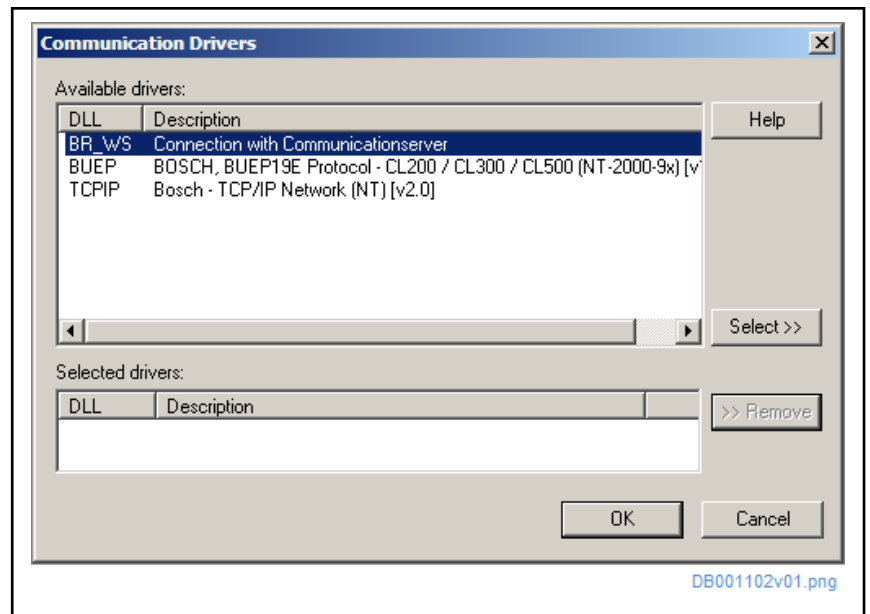 Communication Drivers
Available drivers:
DLL Description Help
BR_WS Connection with Communicationserver
BUEP BOSCH, BUEP19E Protocol - CL200 / CL300 / CL500 (NT-2000-9x) [v
TCPIP Bosch - TCP/IP Network (NT) [v2.0]
Select >>
Selected drivers:
DLL Description
>> Remove
OK Cancel
DB001102v01.png